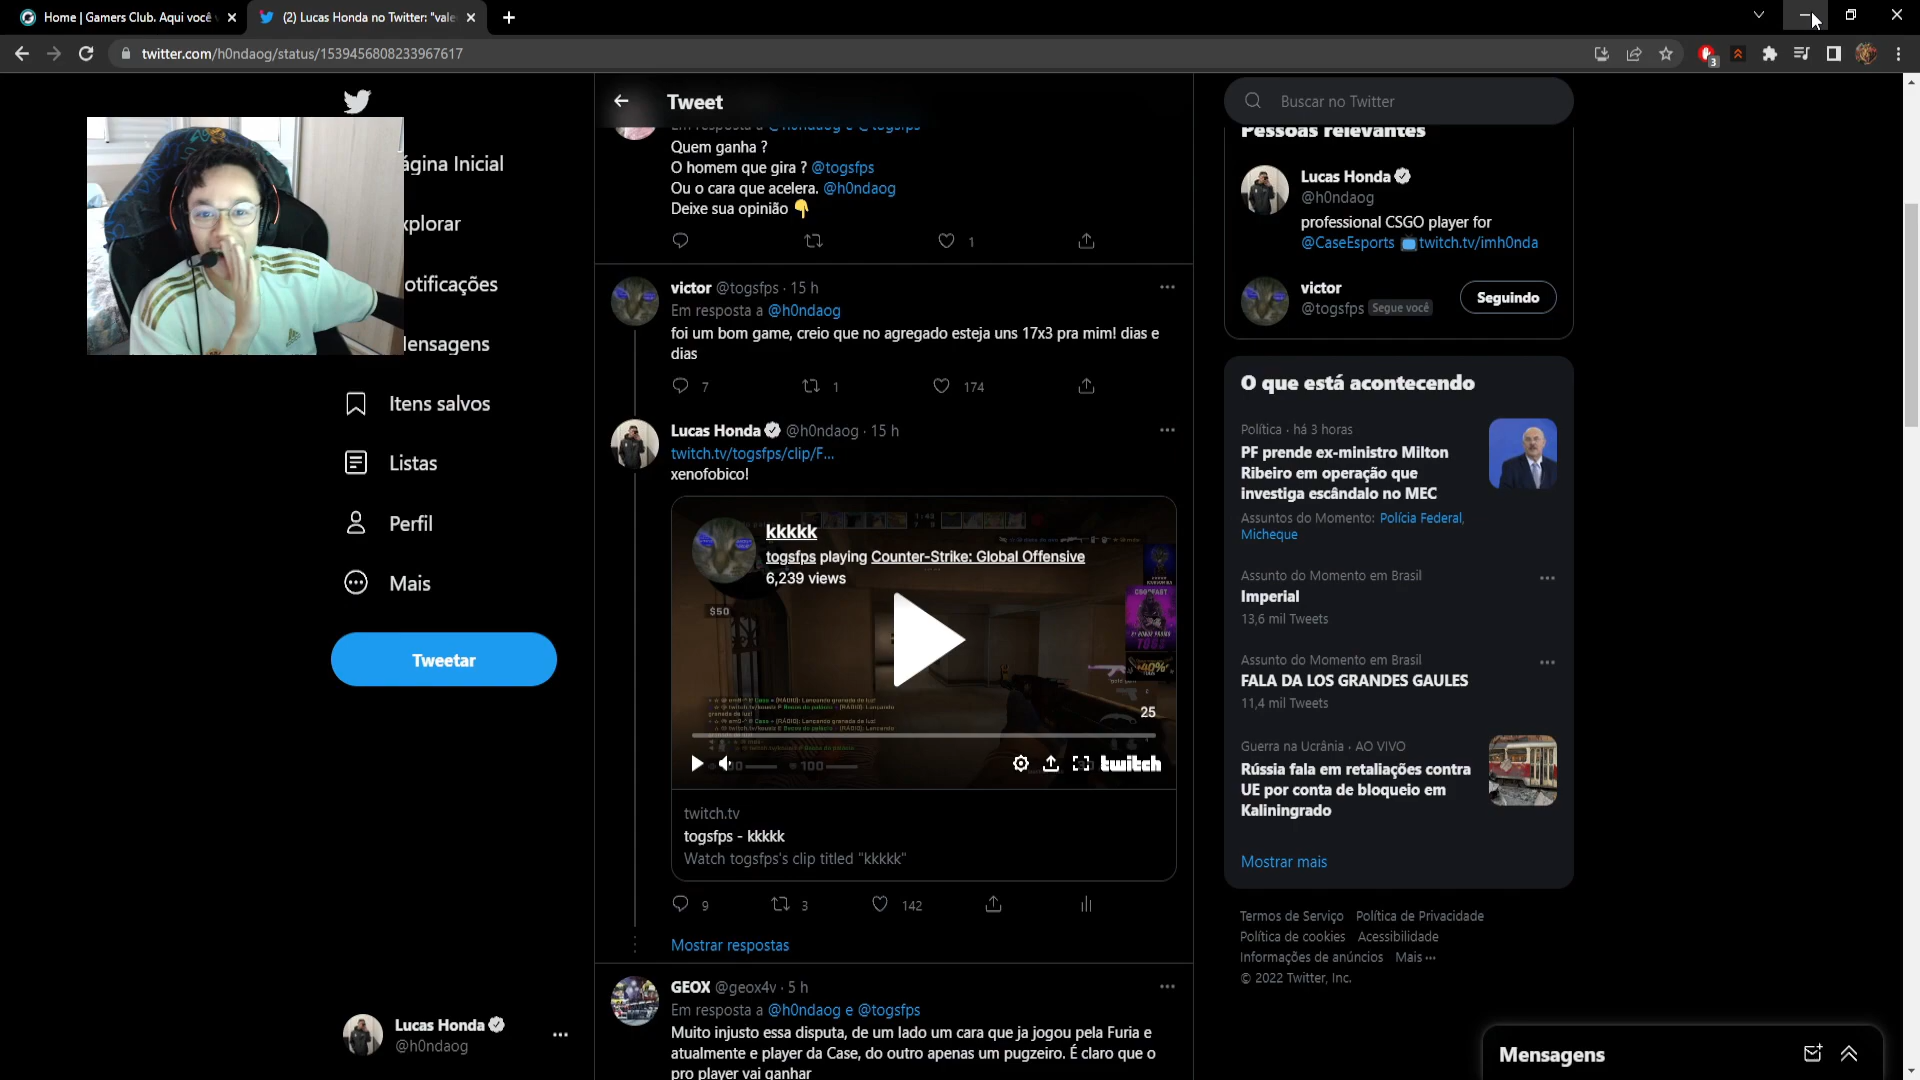 Home | Gamers Club. Aqui você
(2) Lucas Honda no Twitter: "vale
twitter.com/h0ndaog/status/1539456808233967617
3
ágina Inicial
xplorar
otificações
lensagens
Itens salvos
Listas
Perfil
Mais
Tweetar
Lucas Honda
@h0ndaog
Tweet
Em resposta a @h0ndaog e @togsfps
Quem ganha ?
O homem que gira ? @togsfps
Ou o cara que acelera. @h0ndaog
Deixe sua opinião 👇
1
victor @togsfps · 15 h
Em resposta a @h0ndaog
foi um bom game, creio que no agregado esteja uns 17x3 pra mim! dias e
dias
7 1 174
Lucas Honda @h0ndaog · 15 h
twitch.tv/togsfps/clip/F...
xenofobico!
kkkkk
togsfps playing Counter-Strike: Global Offensive
6,239 views
$50
40%
25
100
twitch
twitch.tv
togsfps - kkkkk
Watch togsfps's clip titled "kkkkk"
9 3 142
Mostrar respostas
GEOX @geox4v · 5 h
Em resposta a @h0ndaog e @togsfps
Muito injusto essa disputa, de um lado um cara que ja jogou pela Furia e
atualmente e player da Case, do outro apenas um pugzeiro. É claro que o
pro player vai ganhar
Buscar no Twitter
Pessoas relevantes
Lucas Honda
@h0ndaog
professional CSGO player for
@CaseEsports twitch.tv/imh0nda
victor
@togsfps Segue você
Seguindo
O que está acontecendo
Política · há 3 horas
PF prende ex-ministro Milton
Ribeiro em operação que
investiga escândalo no MEC
Assuntos do Momento: Polícia Federal,
Micheque
Assunto do Momento em Brasil
Imperial
13,6 mil Tweets
Assunto do Momento em Brasil
FALA DA LOS GRANDES GAULES
11,4 mil Tweets
Guerra na Ucrânia · AO VIVO
Rússia fala em retaliações contra
UE por conta de bloqueio em
Kaliningrado
Mostrar mais
Termos de Serviço Política de Privacidade
Política de cookies Acessibilidade
Informações de anúncios Mais ···
© 2022 Twitter, Inc.
Mensagens